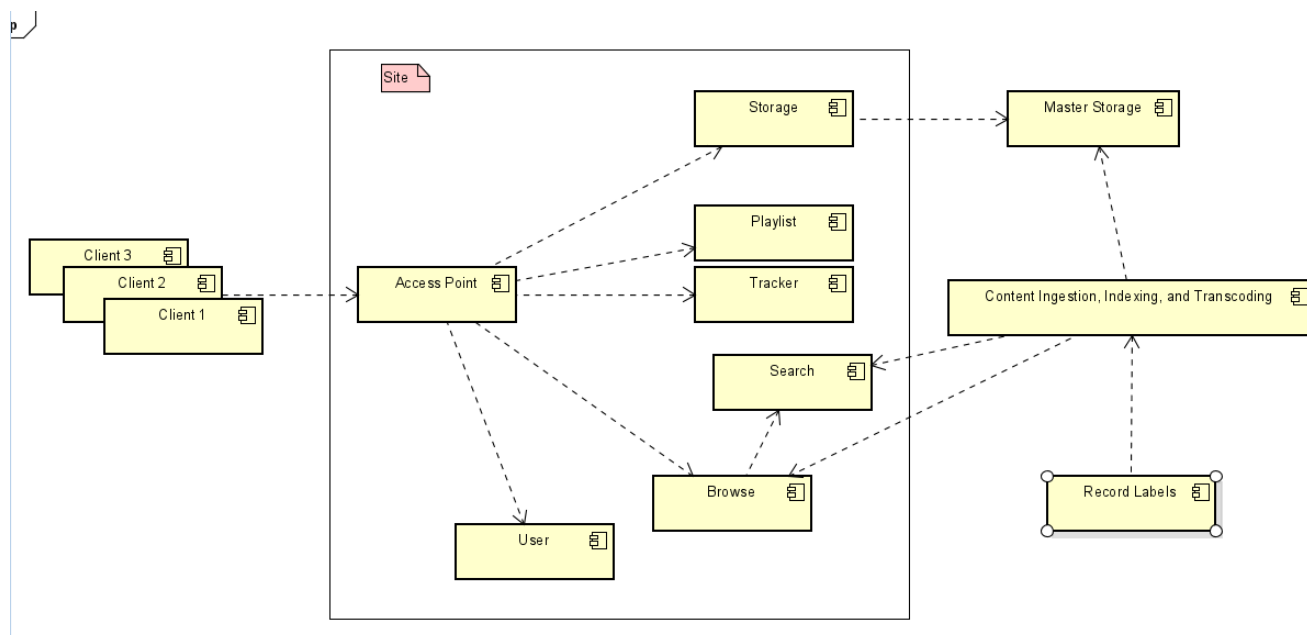 p
Site
Storage
Master Storage
Playlist
Client 3
Client 2
Access Point
Tracker
Content Ingestion, Indexing, and Transcoding
Client 1
Search
Browse
Record Labels
User